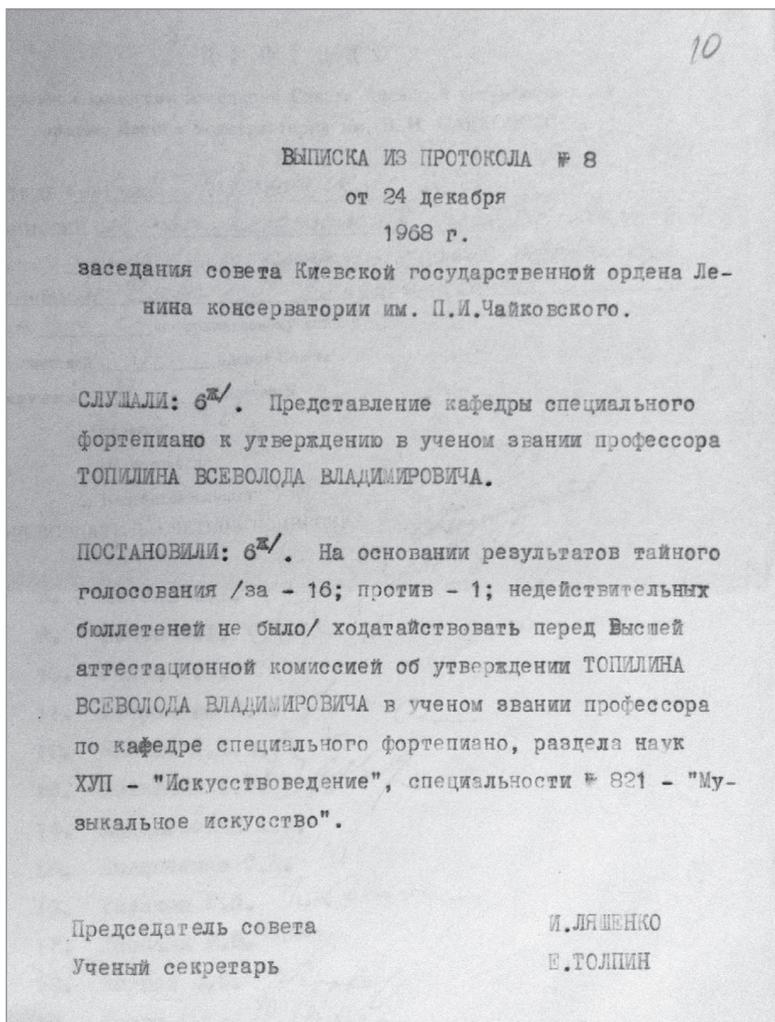 10
ВЫПИСКА ИЗ ПРОТОКОЛА № 8
от 24 декабря
1968 г.
заседания совета Киевской государственной ордена Ле-
нина консерватории им. П.И.Чайковского.
СЛУШАЛИ: 6ж/. Представление кафедры специального
фортепиано к утверждению в ученом звании профессора
ТОПИЛИНА ВСЕВОЛОДА ВЛАДИМИРОВИЧА.
ПОСТАНОВИЛИ: 6ж/. На основании результатов тайного
голосования /за - 16; против - 1; недействительных
бюллетеней не было/ ходатайствовать перед Высшей
аттестационной комиссией об утверждении ТОПИЛИНА
ВСЕВОЛОДА ВЛАДИМИРОВИЧА в ученом звании профессора
по кафедре специального фортепиано, раздела наук
ХУП - "Искусствоведение", специальности № 821 - "Му-
зыкальное искусство".
Председатель совета И.ЛЯШЕНКО
Ученый секретарь Е.ТОЛПИН